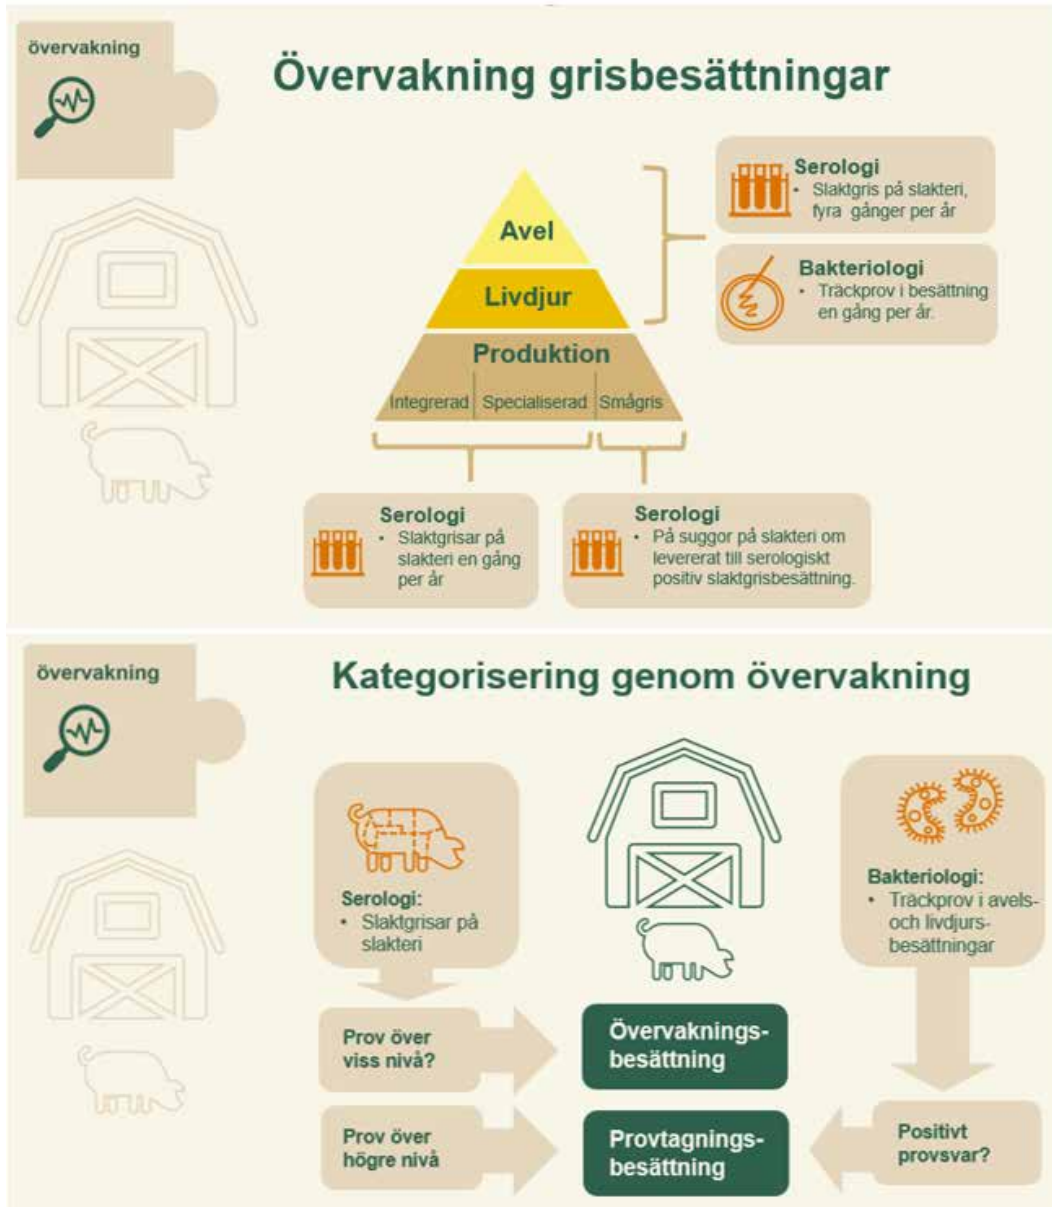 övervakning
Övervakning grisbesättningar
Serologi
• Slaktgris på slakteri,
fyra gånger per år
Avel
Bakteriologi
• Träckprov i besättning
en gång per år.
Livdjur
Produktion
Integrerad Specialiserad Smågris
Serologi
• Slaktgrisar på
slakteri en gång
per år
Serologi
• På suggor på slakteri om
levererat till serologiskt
positiv slaktgrisbesättning.
övervakning
Kategorisering genom övervakning
Serologi:
• Slaktgrisar på
slakteri
Bakteriologi:
• Träckprov i avels-
och livdjurs-
besättningar
Prov över
viss nivå?
Övervaknings-
besättning
Prov över
högre nivå
Provtagnings-
besättning
Positivt
provsvar?